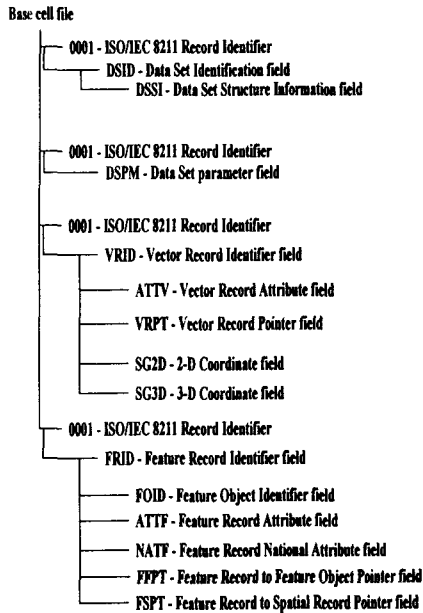 Base cell file
0001 - ISO/IEC 8211 Record Identifier
DSID - Data Set Identification field
DSSI - Data Set Structure Information field
0001 - ISO/IEC 8211 Record Identifier
DSPM - Data Set parameter field
0001 - ISO/IEC 8211 Record Identifier
VRID - Vector Record Identifier field
ATTV - Vector Record Attribute field
VRPT - Vector Record Pointer field
SG2D - 2-D Coordinate field
SG3D - 3-D Coordinate field
0001 - ISO/IEC 8211 Record Identifier
FRID - Feature Record Identifier field
FOID - Feature Object Identifier field
ATTF - Feature Record Attribute field
NATF - Feature Record National Attribute field
FFPT - Feature Record to Feature Object Pointer field
FSPT - Feature Record to Spatial Record Pointer field